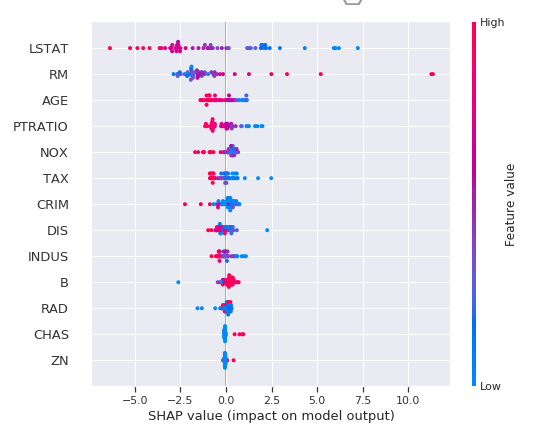 High
LSTAT
RM
AGE
PTRATIO
NOX
TAX
CRIM
DIS
INDUS
B
RAD
CHAS
ZN
Feature value
Low
−5.0 −2.5 0.0 2.5 5.0 7.5 10.0
SHAP value (impact on model output)